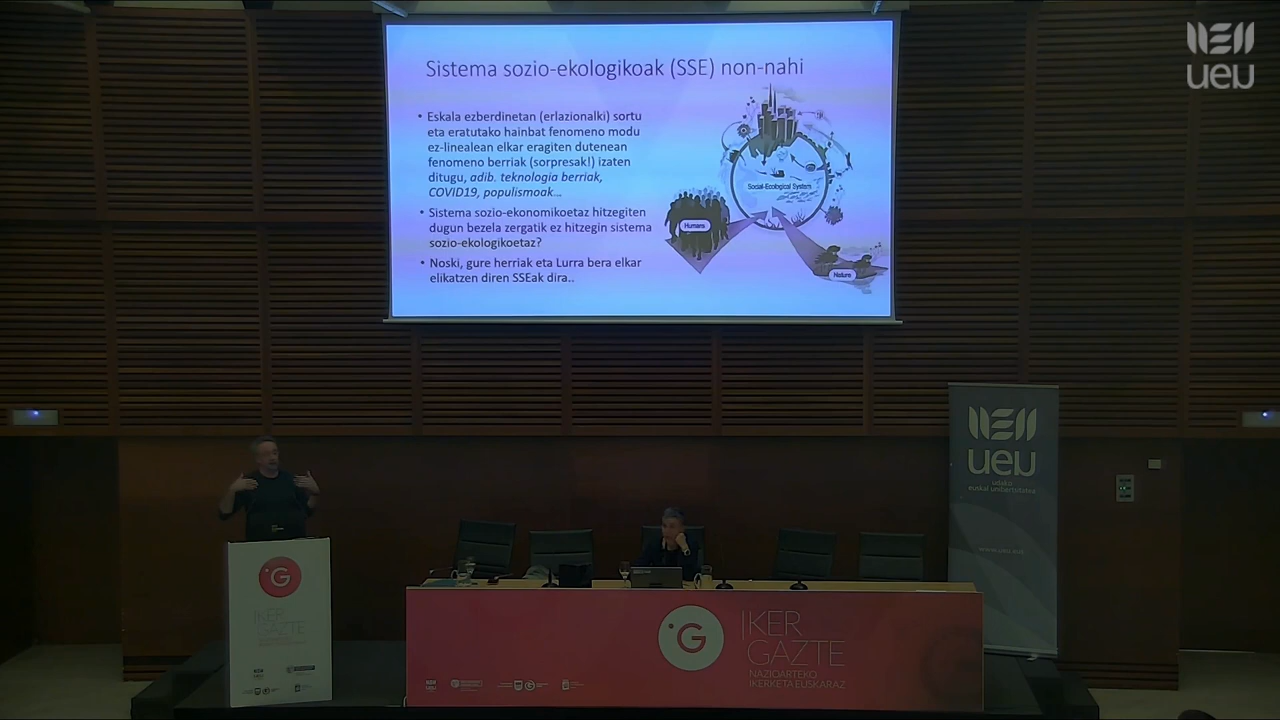 Sistema sozio-ekologikoak (SSE) non-nahi
• Eskala ezberdinetan (erlazionalki) sortu
eta eratutako hainbat fenomeno modu
ez-linealean elkar eragiten dutenean
fenomeno berriak (sorpresak!) izaten
ditugu, adib. teknologia berriak,
COVID19, populismoak...
• Sistema sozio-ekonomikoetaz hitzegiten
dugun bezela zergatik ez hitzegin sistema
sozio-ekologikoetaz?
• Noski, gure herriak eta Lurra bera elkar
elikatzen diren SSEak dira..
Social-Ecological System
Humans
Nature
ueu
ueu
udako
euskal unibertsitatea
www.ueu.eus
G
IKER
GAZTE
G
IKER
GAZTE
NAZIOARTEKO
IKERKETA EUSKARAZ